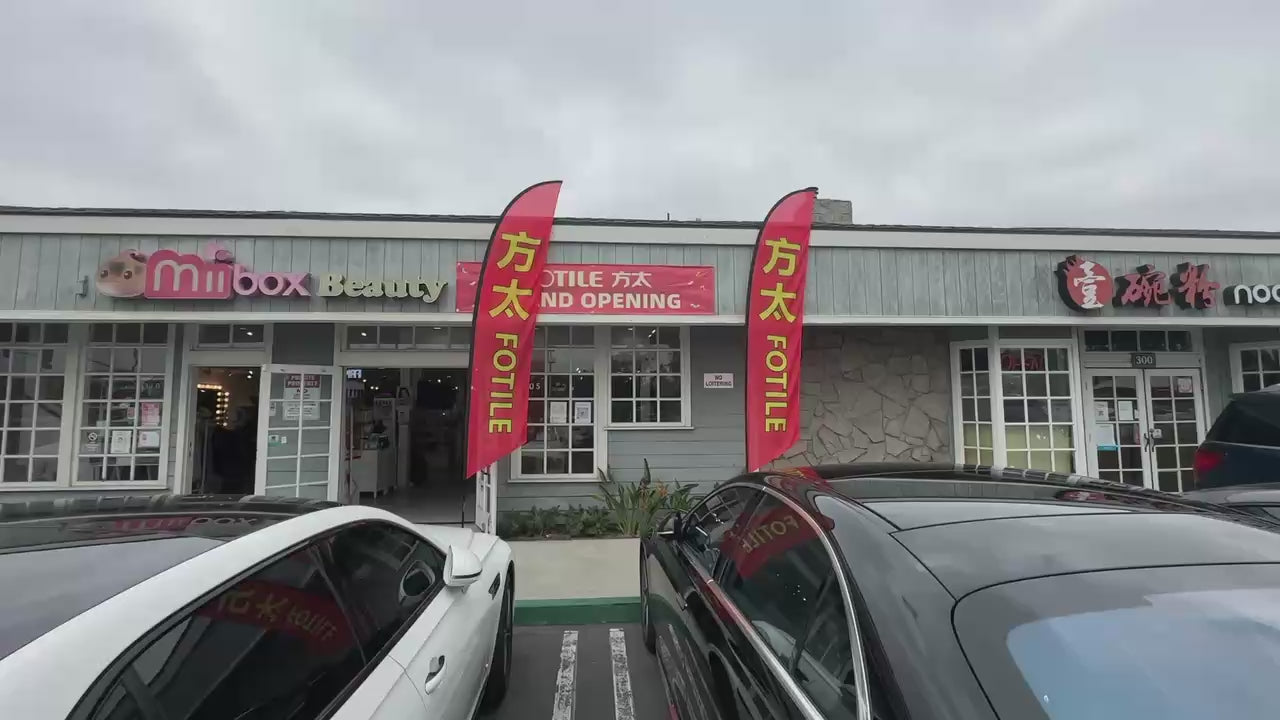 miibox Beauty
OTILE 方太
ND OPENING
方太 FOTILE
方太 FOTILE
壹碗粉
noo
NO
LOITERING
300